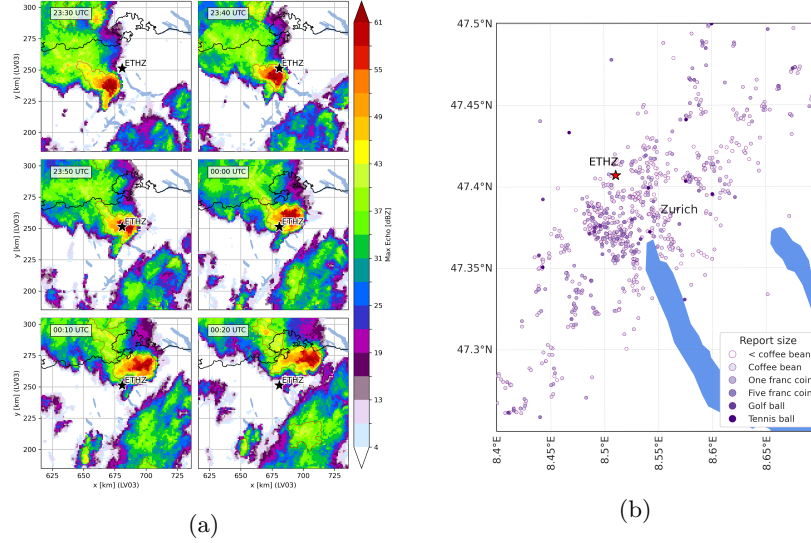 300
275
250
225
200
y [km] (LV03)
23:30 UTC
ETHZ
23:40 UTC
ETHZ
300
275
250
225
200
y [km] (LV03)
23:50 UTC
ETHZ
00:00 UTC
ETHZ
300
275
250
225
200
y [km] (LV03)
00:10 UTC
ETHZ
00:20 UTC
ETHZ
625 650 675 700 725
x [km] (LV03)
625 650 675 700 725
x [km] (LV03)
61
55
49
43
37
31
25
19
13
4
Max Echo [dBZ]
(a)
47.5°N
47.45°N
47.4°N
47.35°N
47.3°N
ETHZ
Zurich
Report size
< coffee bean
Coffee bean
One franc coin
Five franc coin
Golf ball
Tennis ball
8.4°E
8.45°E
8.5°E
8.55°E
8.6°E
8.65°E
(b)